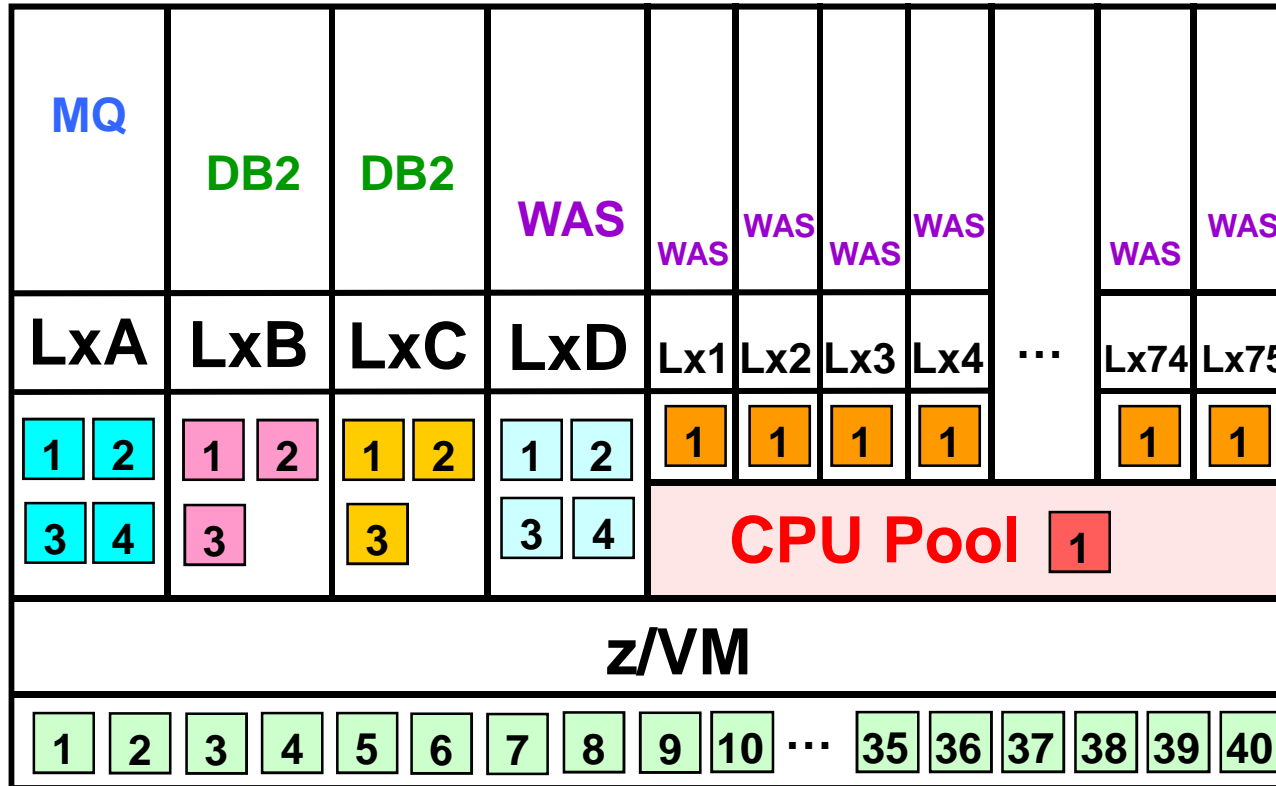 MQ
DB2 DB2
WAS WAS WAS WAS WAS WAS WAS
LxA LxB LxC LxD Lx1 Lx2 Lx3 Lx4 ... Lx74 Lx75
1 2 1 2 1 2 1 2 1 1 1 1 1 1
3 4 3 3 3 4
CPU Pool 1
z/VM
1 2 3 4 5 6 7 8 9 10 ... 35 36 37 38 39 40